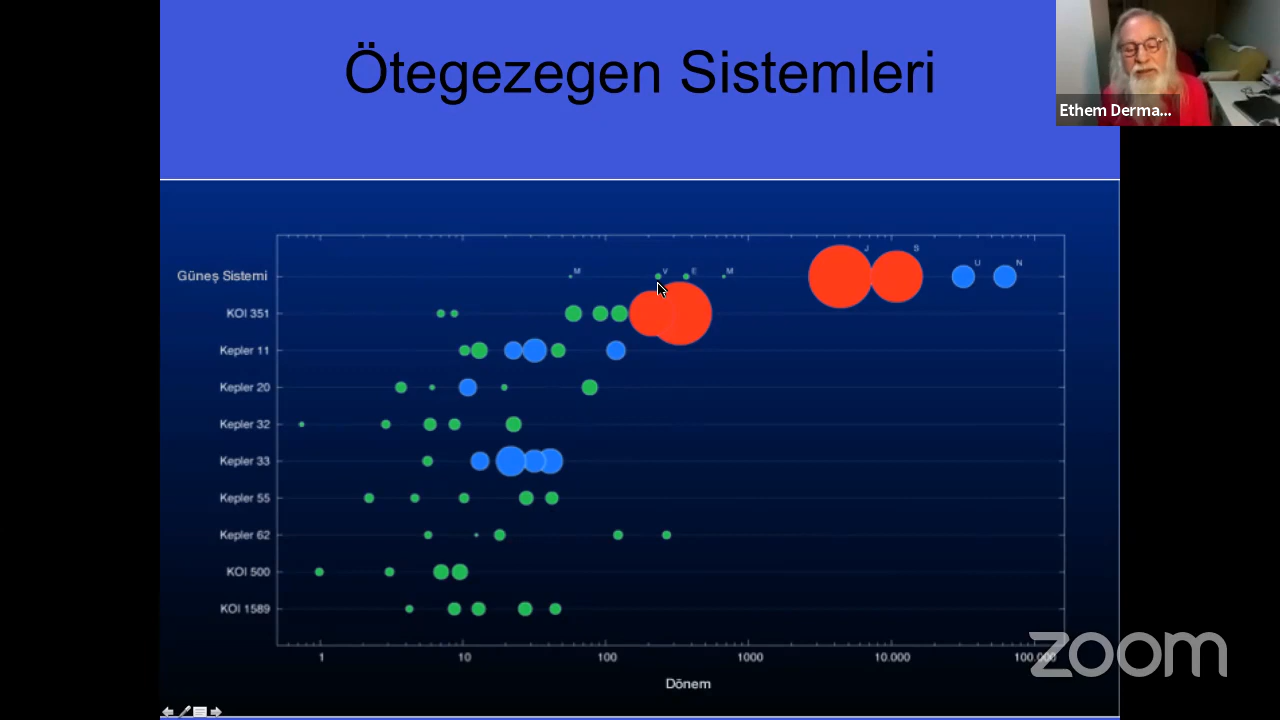 Ötegezegen Sistemleri
Ethem Derma...
J S
U N
Güneş Sistemi M V E M
KOI 351
Kepler 11
Kepler 20
Kepler 32
Kepler 33
Kepler 55
Kepler 62
KOI 500
KOI 1589
1 10 100 1000 10.000 100.000
Dönem
zoom